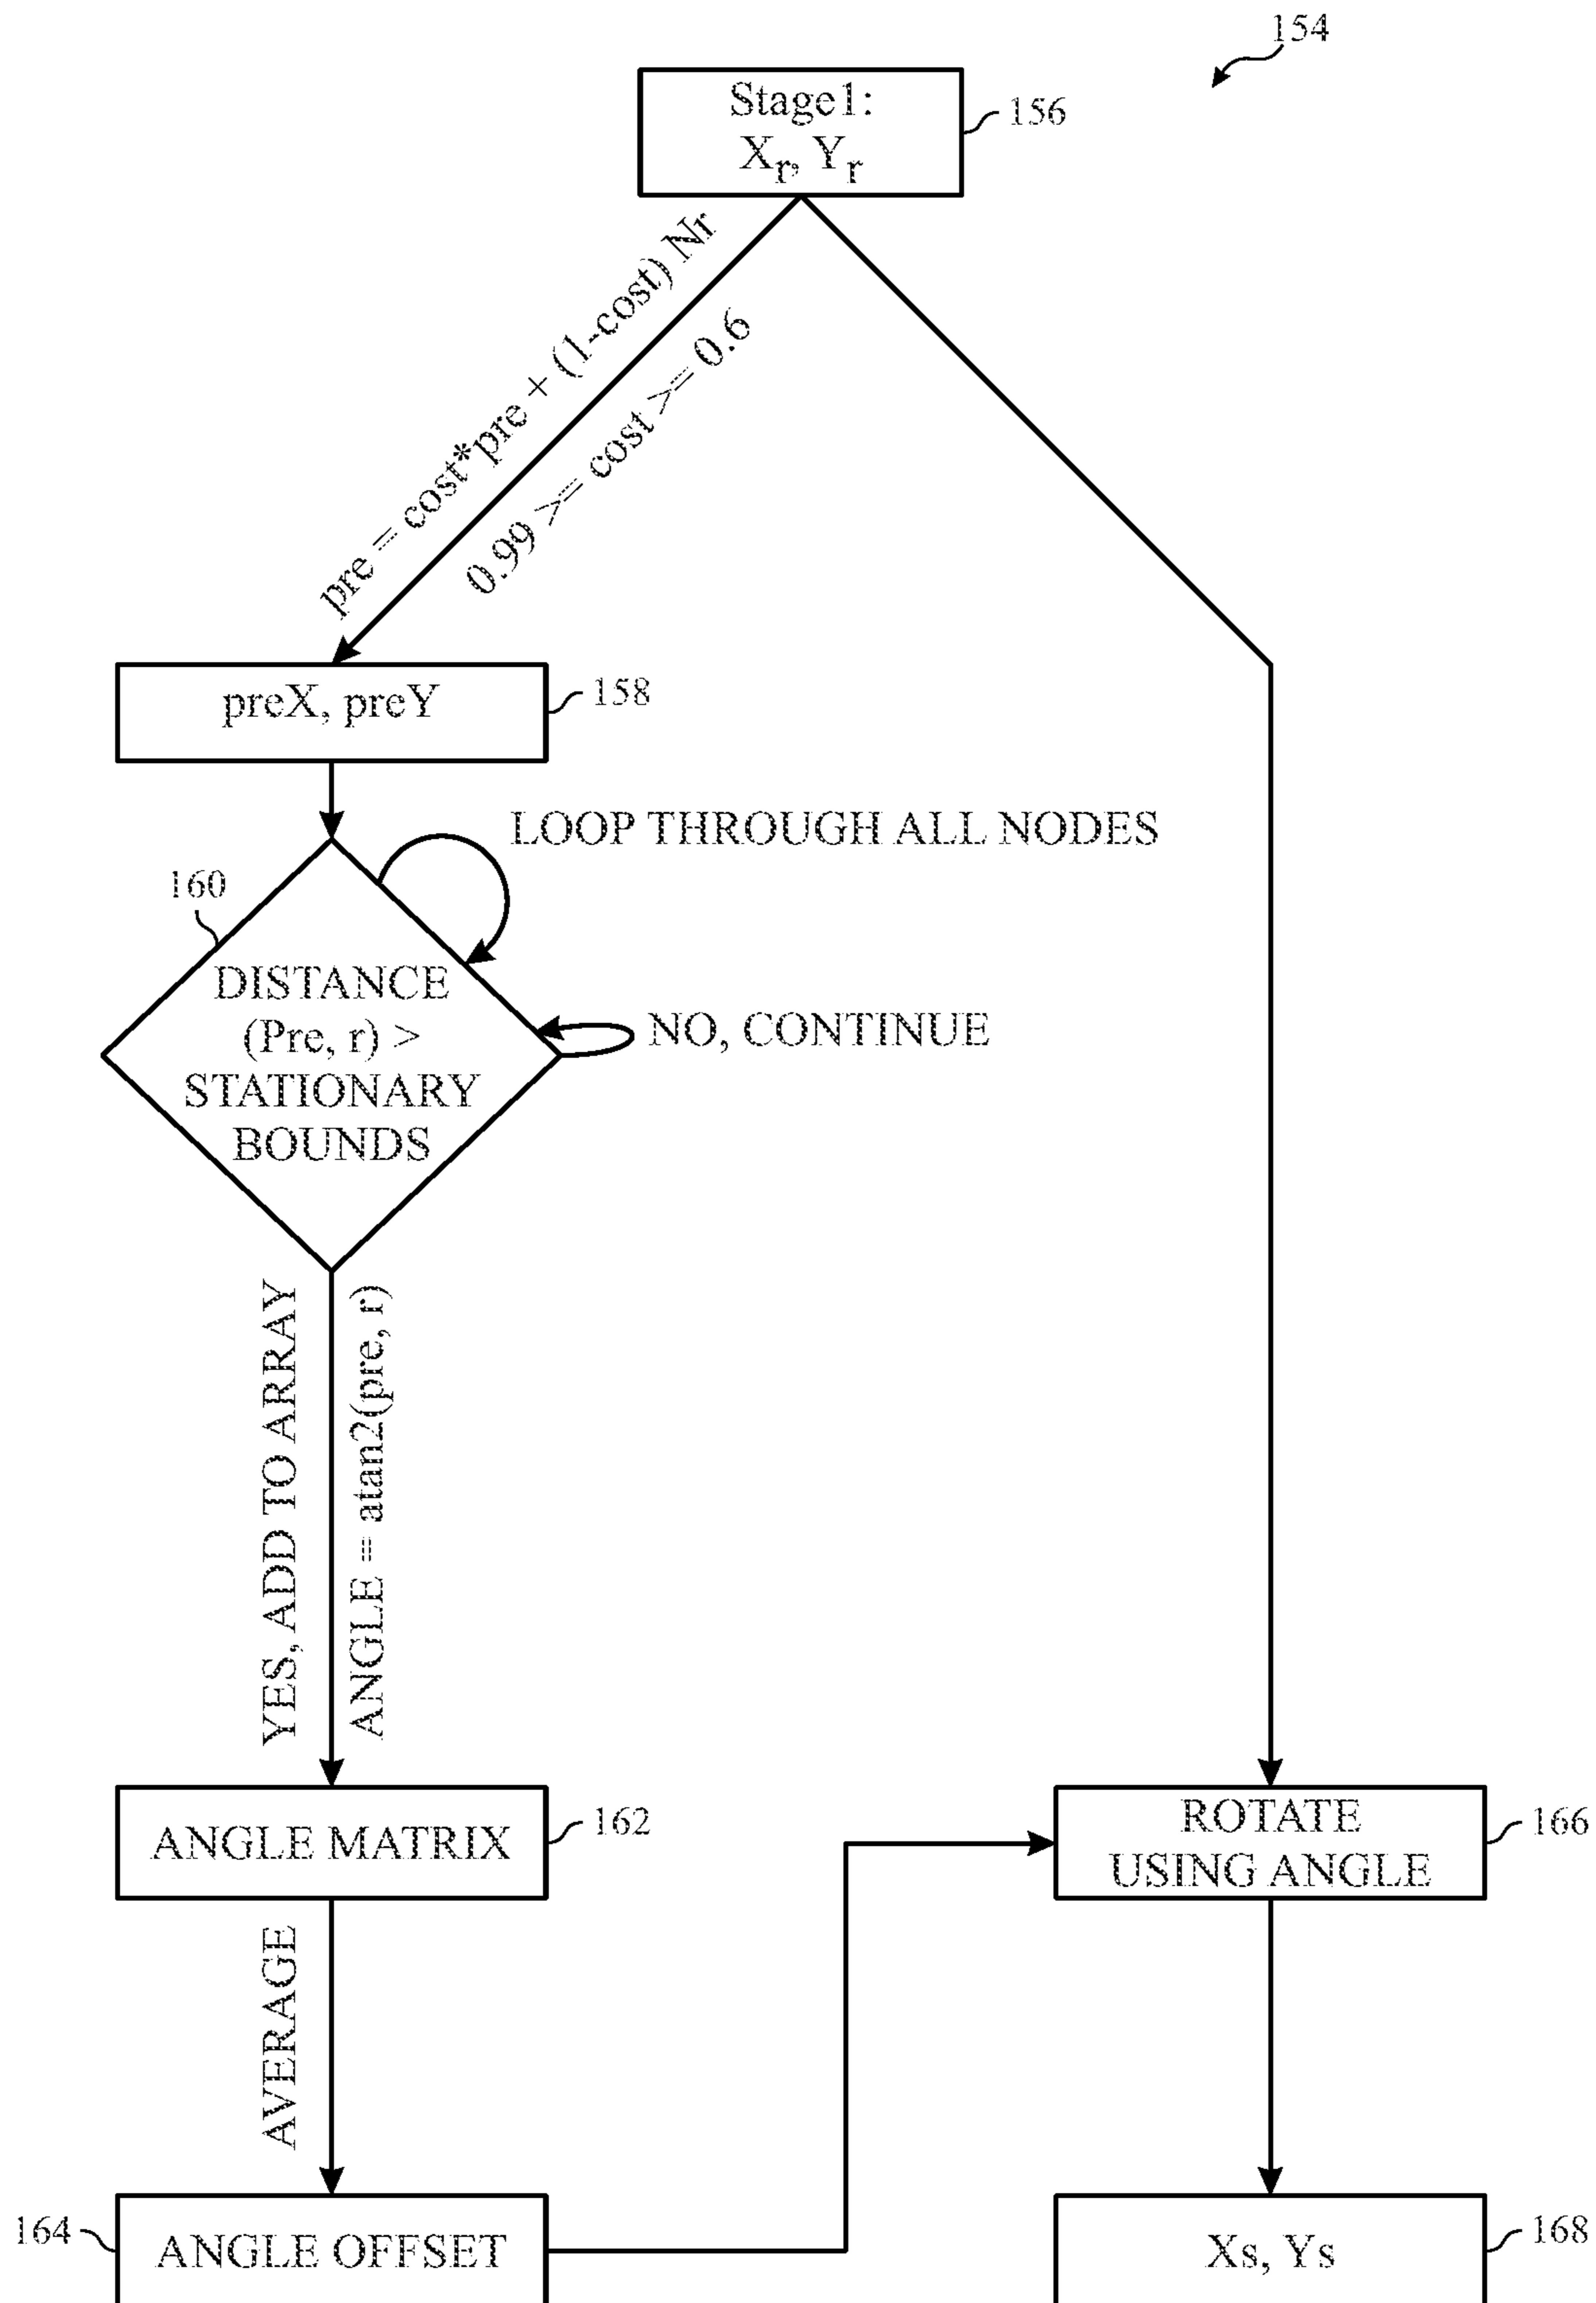 154
Stage1:
Xr, Yr
156
pre = cost*pre + (1-cost) Nr
0.99 >= cost >= 0.6
preX, preY
158
LOOP THROUGH ALL NODES
160
DISTANCE
(Pre, r) >
STATIONARY
BOUNDS
NO, CONTINUE
YES, ADD TO ARRAY
ANGLE = atan2(pre, r)
ANGLE MATRIX
162
ROTATE
USING ANGLE
166
AVERAGE
164
ANGLE OFFSET
Xs, Ys
168